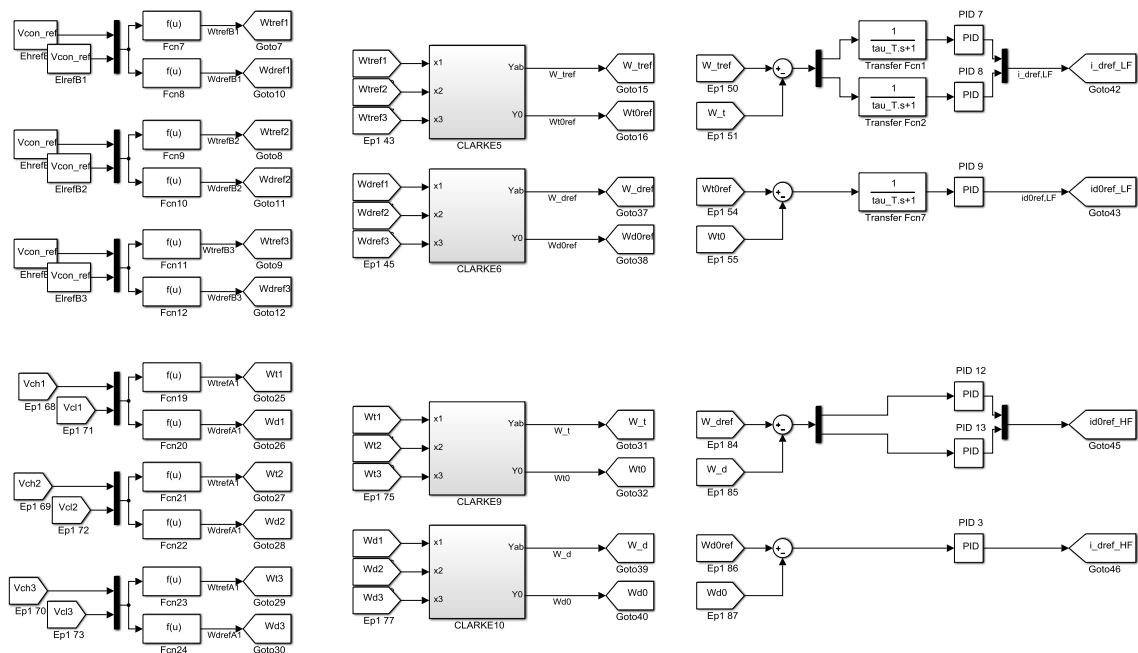 Vcon_ref
EhrefB
Vcon_ref
ElrefB1
f(u)
Fcn7
WtrefB1
Wtref1
Goto7
f(u)
Fcn8
WdrefB1
Wdref1
Goto10
Vcon_ref
EhrefB
Vcon_ref
ElrefB2
f(u)
Fcn9
WtrefB2
Wtref2
Goto8
f(u)
Fcn10
WdrefB2
Wdref2
Goto11
Vcon_ref
EhrefB
Vcon_ref
ElrefB3
f(u)
Fcn11
WtrefB3
Wtref3
Goto9
f(u)
Fcn12
WdrefB3
Wdref3
Goto12
Vch1
Ep1 68
Vcl1
Ep1 71
f(u)
Fcn19
WtrefA1
Wt1
Goto25
f(u)
Fcn20
WdrefA1
Wd1
Goto26
Vch2
Ep1 69
Vcl2
Ep1 72
f(u)
Fcn21
WtrefA1
Wt2
Goto27
f(u)
Fcn22
WdrefA1
Wd2
Goto28
Vch3
Ep1 70
Vcl3
Ep1 73
f(u)
Fcn23
WtrefA1
Wt3
Goto29
f(u)
Fcn24
WdrefA1
Wd3
Goto30
Wtref1
Wtref2
Wtref3
Ep1 43
x1
x2
x3
Yab
Y0
CLARKE5
W_tref
Wt0ref
W_tref
Goto15
Wt0ref
Goto16
Wdref1
Wdref2
Wdref3
Ep1 45
x1
x2
x3
Yab
Y0
CLARKE6
W_dref
Wd0ref
W_dref
Goto37
Wd0ref
Goto38
Wt1
Wt2
Wt3
Ep1 75
x1
x2
x3
Yab
Y0
CLARKE9
W_t
Wt0
W_t
Goto31
Wt0
Goto32
Wd1
Wd2
Wd3
Ep1 77
x1
x2
x3
Yab
Y0
CLARKE10
W_d
Wd0
W_d
Goto39
Wd0
Goto40
W_tref
Ep1 50
W_t
Ep1 51
1
tau_T.s+1
Transfer Fcn1
1
tau_T.s+1
Transfer Fcn2
PID 7
PID
PID 8
PID
i_dref,LF
i_dref_LF
Goto42
Wt0ref
Ep1 54
Wt0
Ep1 55
1
tau_T.s+1
Transfer Fcn7
PID 9
PID
id0ref,LF
id0ref_LF
Goto43
W_dref
Ep1 84
W_d
Ep1 85
PID 12
PID
PID 13
PID
id0ref_HF
Goto45
Wd0ref
Ep1 86
Wd0
Ep1 87
PID 3
PID
i_dref_HF
Goto46